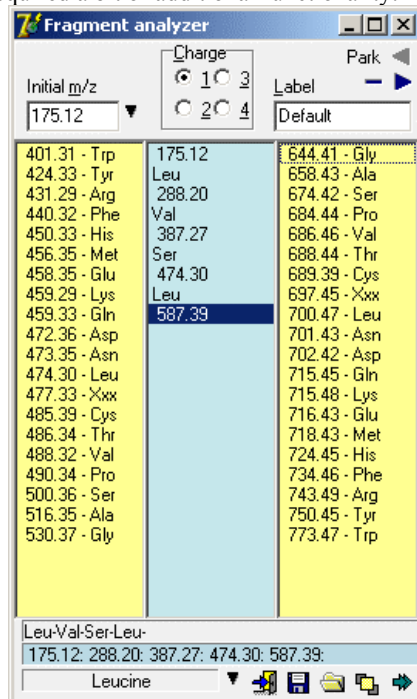 Fragment analyzer
Charge
Park
1 3
Initial m/z
Label
2 4
175.12
Default
401.31 - Trp
424.33 - Tyr
431.29 - Arg
440.32 - Phe
450.33 - His
456.35 - Met
458.35 - Glu
459.29 - Lys
459.33 - Gln
472.36 - Asp
473.35 - Asn
474.30 - Leu
477.33 - Xxx
485.39 - Cys
486.34 - Thr
488.32 - Val
490.34 - Pro
500.36 - Ser
516.35 - Ala
530.37 - Gly
175.12
Leu
288.20
Val
387.27
Ser
474.30
Leu
587.39
644.41 - Gly
658.43 - Ala
674.42 - Ser
684.44 - Pro
686.46 - Val
688.44 - Thr
689.39 - Cys
697.45 - Xxx
700.47 - Leu
701.43 - Asn
702.42 - Asp
715.45 - Gln
715.48 - Lys
716.43 - Glu
718.43 - Met
724.45 - His
734.46 - Phe
743.49 - Arg
750.45 - Tyr
773.47 - Trp
Leu-Val-Ser-Leu-
175.12: 288.20: 387.27: 474.30: 587.39:
Leucine